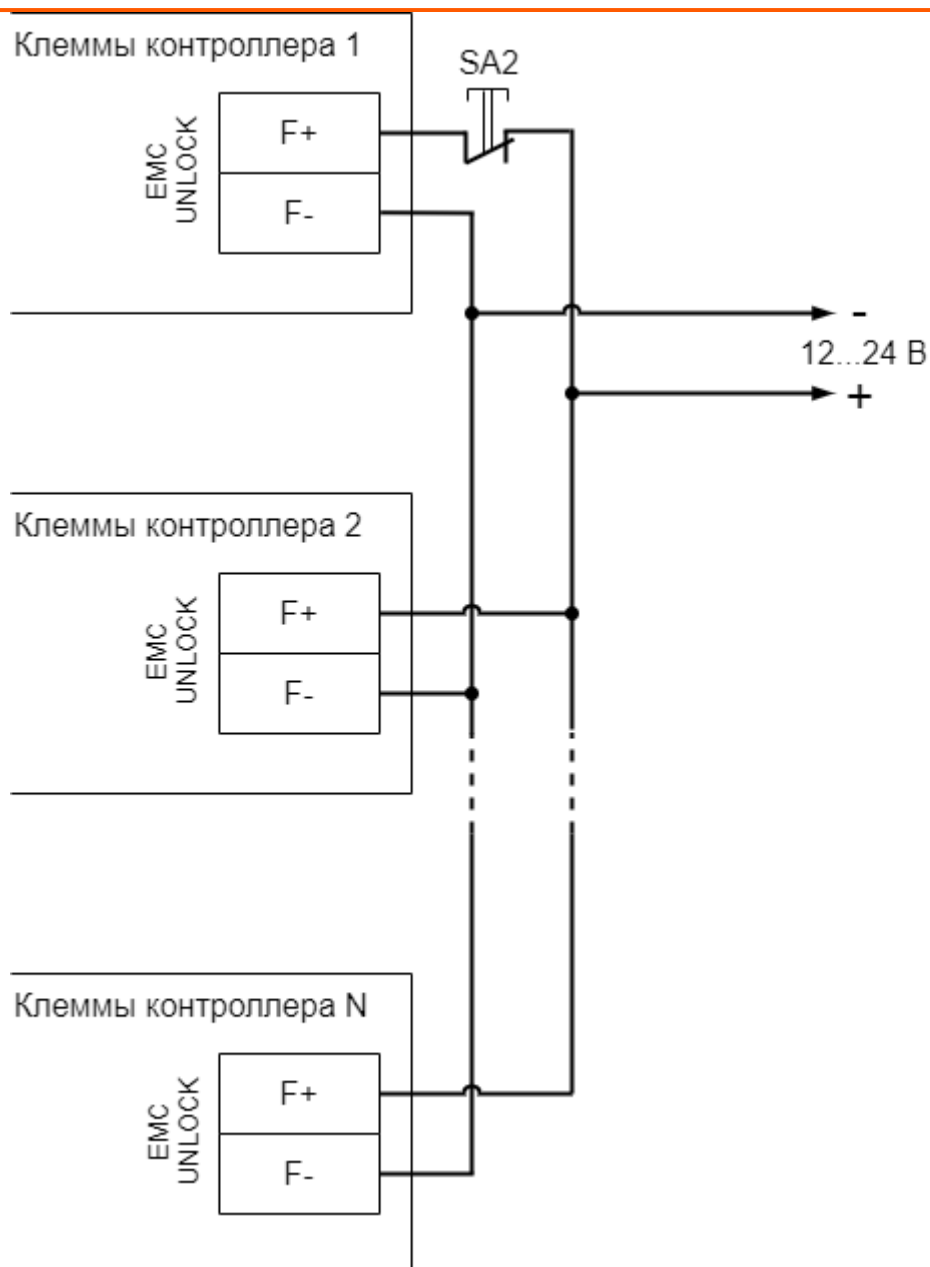 Клеммы контроллера 1
SA2
EMC
UNLOCK
F+
F-
-
12...24 В
+
Клеммы контроллера 2
EMC
UNLOCK
F+
F-
Клеммы контроллера N
EMC
UNLOCK
F+
F-